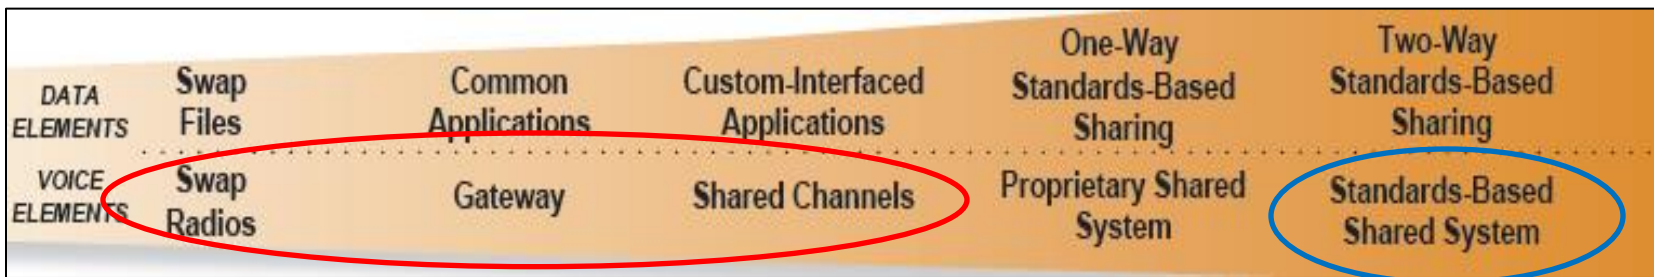 DATA
ELEMENTS
Swap
Files
Common
Applications
Custom-Interfaced
Applications
One-Way
Standards-Based
Sharing
Two-Way
Standards-Based
Sharing
VOICE
ELEMENTS
Swap
Radios
Gateway
Shared Channels
Proprietary Shared
System
Standards-Based
Shared System